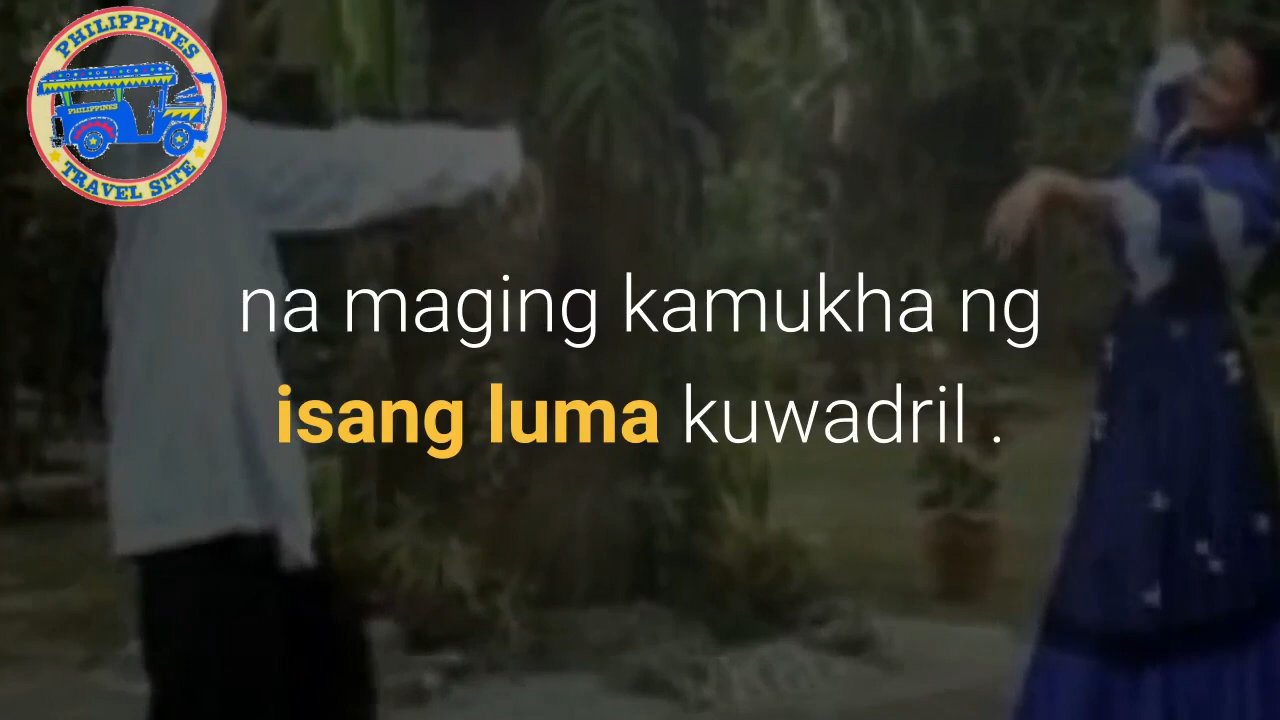 PHILIPPINES
PHILIPPINES
TRAVEL SITE
na maging kamukha ng
isang luma kuwadril .